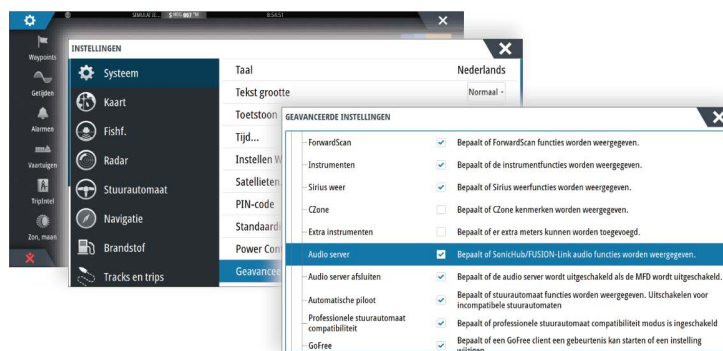 SIMULATIE...
8:54:51
Waypoints
Getijden
Alarmen
Vaartuigen
TripIntel
Zon, maan
INSTELLINGEN
Systeem
Kaart
Fishf.
Radar
Stuurautomaat
Navigatie
Brandstof
Tracks en trips
Taal
Nederlands
Tekst grootte
Normaal
Toetstoon
Tijd...
Instellen W
Satellieten
PIN-code
Standaard
Power Con
Geavancee
GEAVANCEERDE INSTELLINGEN
ForwardScan Bepaalt of ForwardScan functies worden weergegeven.
Instrumenten Bepaalt of de instrumentfuncties worden weergegeven.
Sirius weer Bepaalt of Sirius weerfuncties worden weergegeven.
CZone Bepaalt of CZone kenmerken worden weergegeven.
Extra instrumenten Bepaalt of er extra meters kunnen worden toegevoegd.
Audio server Bepaalt of SonicHub/FUSION-Link audio functies worden weergegeven.
Audio server afsluiten Bepaalt of de audio server wordt uitgeschakeld als de MFD wordt uitgeschakeld.
Automatische piloot Bepaalt of stuurautomaat functies worden weergegeven. Uitschakelen voor
incompatibele stuurautomaten
Professionele stuurautomaat
compatibiliteit
Bepaalt of professionele stuurautomaat compatibiliteit modus is ingeschakeld
GoFree Bepaalt of een GoFree client een gebeurtenis kan starten of een instelling
wijzigen